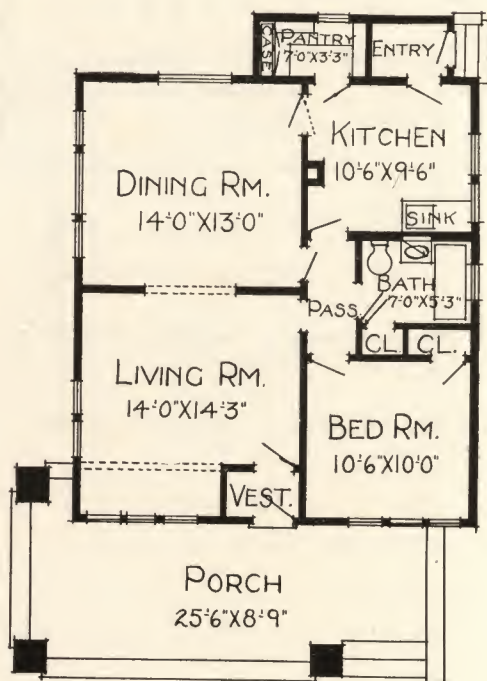 CASE
PANTRY
7'-0"X3'-3"
ENTRY
KITCHEN
10'-6"X9'-6"
DINING RM.
14'-0"X13'-0"
SINK
BATH
7'-0"X5'-3"
PASS.
CL.
CL.
LIVING RM.
14'-0"X14'-3"
BED RM.
10'-6"X10'-0"
VEST.
PORCH
25'-6"X8'-9"